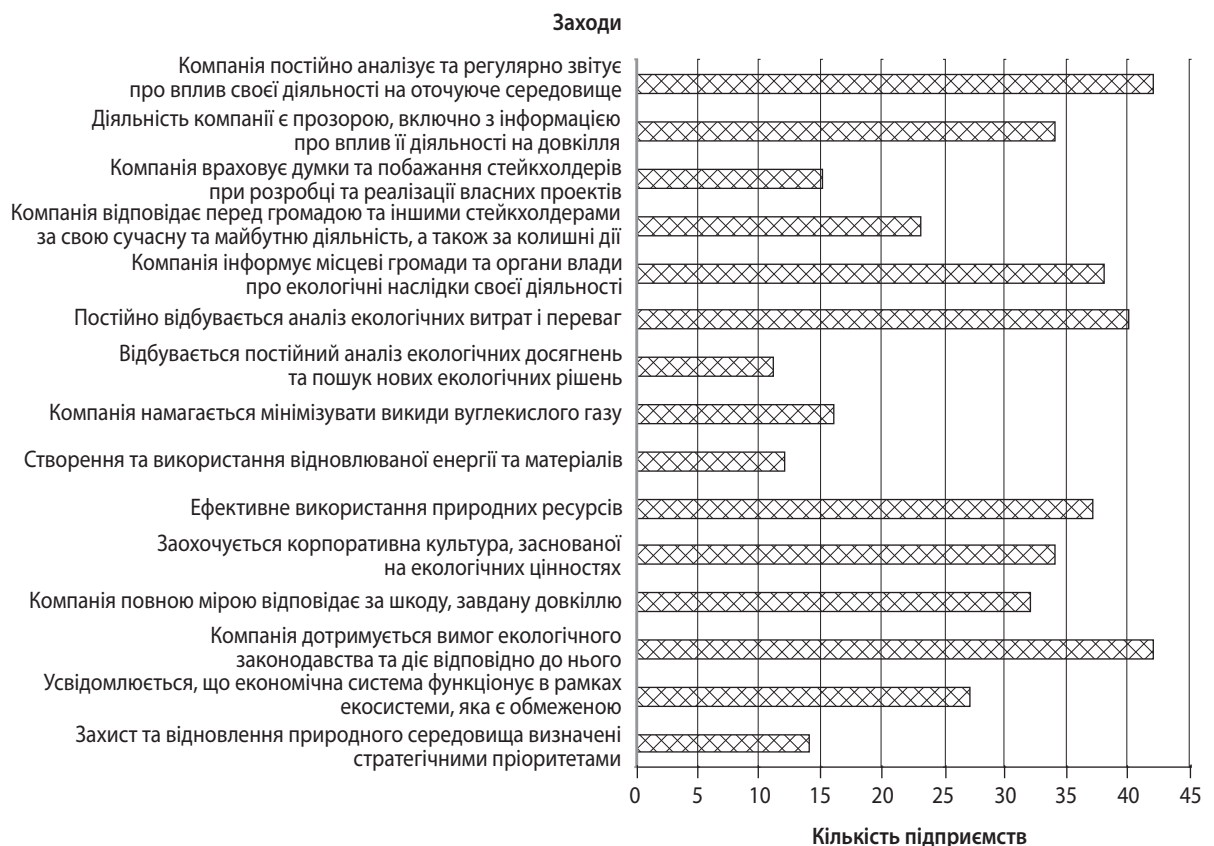 Заходи
Компанія постійно аналізує та регулярно звітує
про вплив своєї діяльності на оточуюче середовище
Діяльність компанії є прозорою, включно з інформацією
про вплив її діяльності на довкілля
Компанія враховує думки та побажання стейкхолдерів
при розробці та реалізації власних проектів
Компанія відповідає перед громадою та іншими стейкхолдерами
за свою сучасну та майбутню діяльність, а також за колишні дії
Компанія інформує місцеві громади та органи влади
про екологічні наслідки своєї діяльності
Постійно відбувається аналіз екологічних витрат і переваг
Відбувається постійний аналіз екологічних досягнень
та пошук нових екологічних рішень
Компанія намагається мінімізувати викиди вуглекислого газу
Створення та використання відновлюваної енергії та матеріалів
Ефективне використання природних ресурсів
Заохочується корпоративна культура, заснованої
на екологічних цінностях
Компанія повною мірою відповідає за шкоду, завдану довкіллю
Компанія дотримується вимог екологічного
законодавства та діє відповідно до нього
Усвідомлюється, що економічна система функціонує в рамках
екосистеми, яка є обмеженою
Захист та відновлення природного середовища визначені
стратегічними пріоритетами
0 5 10 15 20 25 30 35 40 45
Кількість підприємств